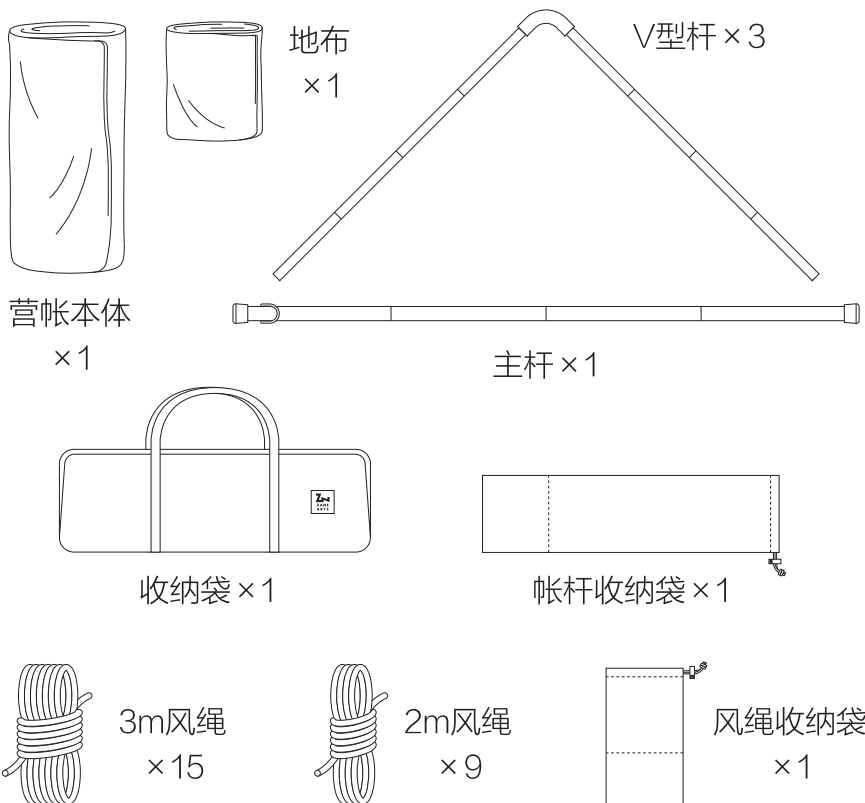 地布
×1
V型杆×3
营帐本体
×1
主杆×1
ZANE
ARTS
收纳袋×1
帐杆收纳袋×1
3m风绳
×15
2m风绳
×9
风绳收纳袋
×1